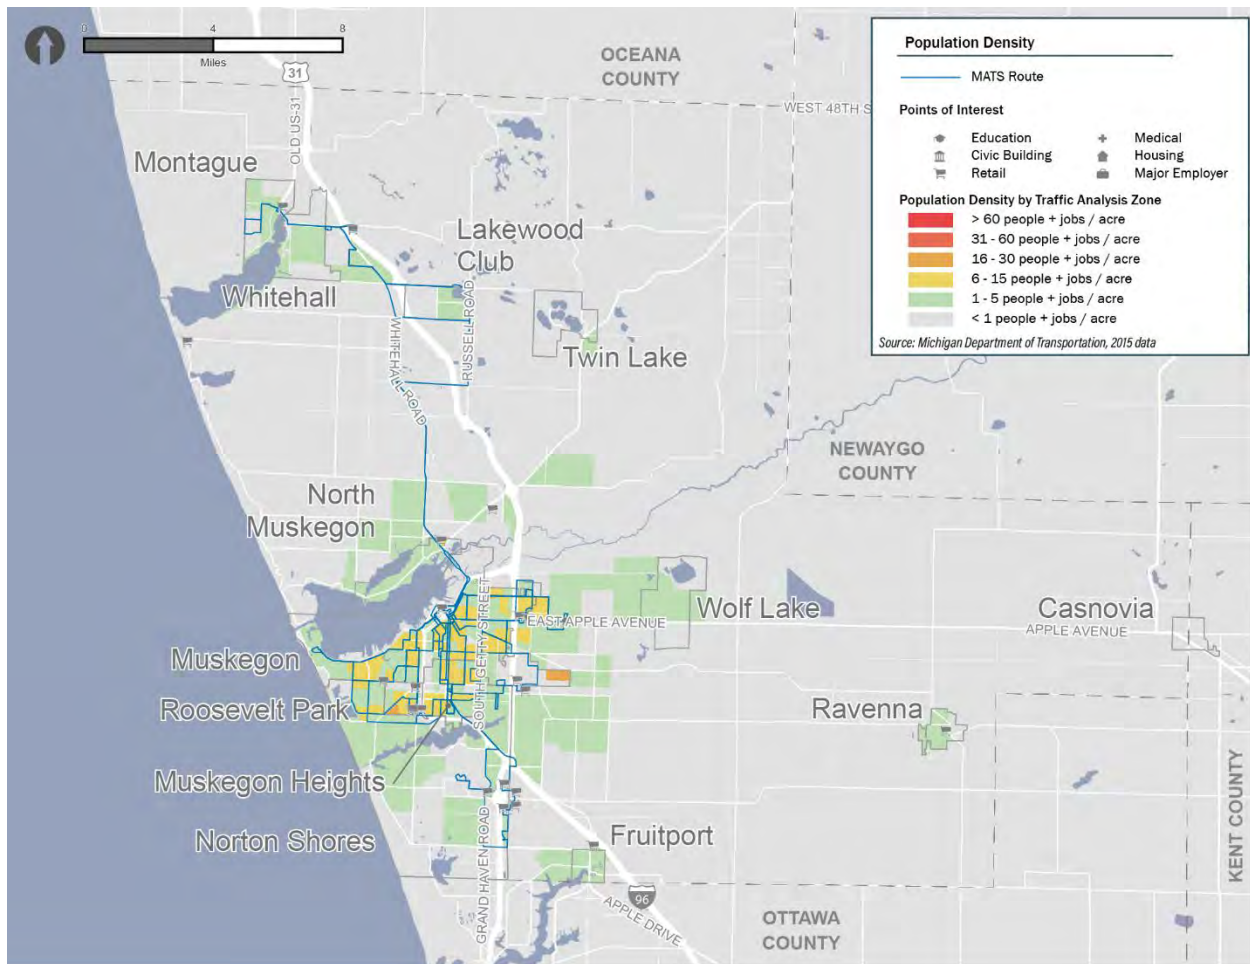 0 4 8
Miles
31
OLD US-31
OCEANA
COUNTY
WEST 48TH S
Population Density
MATS Route
Points of Interest
Education
Medical
Civic Building
Housing
Retail
Major Employer
Population Density by Traffic Analysis Zone
> 60 people + jobs / acre
31 - 60 people + jobs / acre
16 - 30 people + jobs / acre
6 - 15 people + jobs / acre
1 - 5 people + jobs / acre
< 1 people + jobs / acre
Source: Michigan Department of Transportation, 2015 data
Montague
Lakewood
Club
Whitehall
WHITEHALL ROAD
RUSSELL ROAD
Twin Lake
NEWAYGO
COUNTY
North
Muskegon
SOUTH GETTY STREET
EAST APPLE AVENUE
Wolf Lake
Casnovia
APPLE AVENUE
Muskegon
Roosevelt Park
Ravenna
Muskegon Heights
Norton Shores
GRAND HAVEN ROAD
Fruitport
KENT COUNTY
96
APPLE DRIVE
OTTAWA
COUNTY